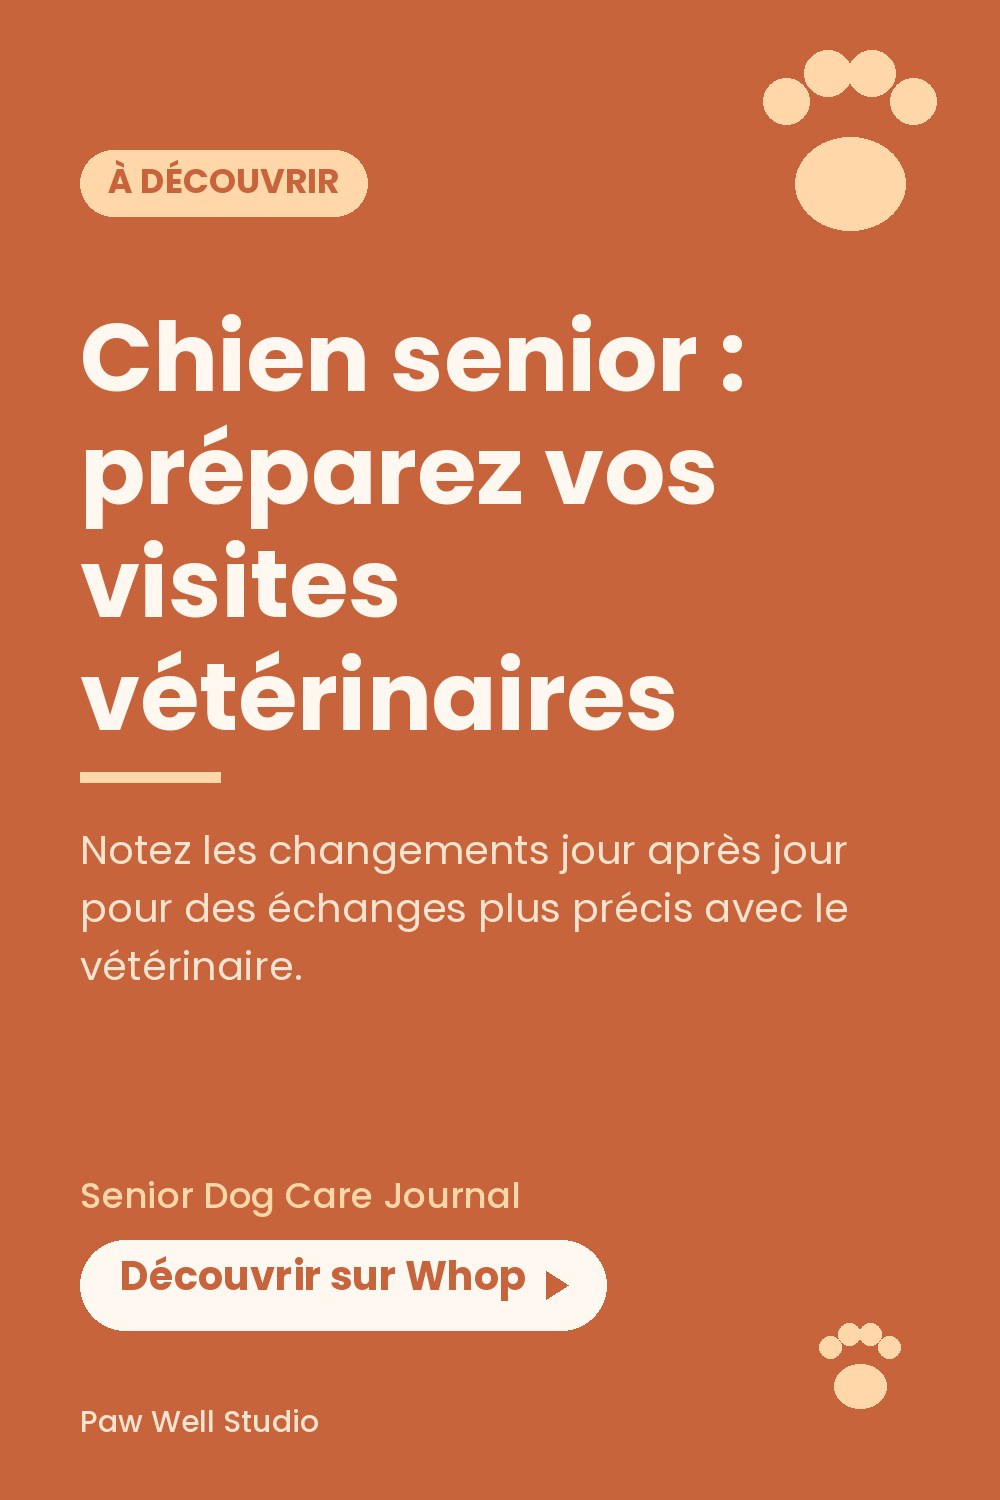 À DÉCOUVRIR
Chien senior :
préparez vos
visites
vétérinaires
Notez les changements jour après jour
pour des échanges plus précis avec le
vétérinaire.
Senior Dog Care Journal
Découvrir sur Whop
Paw Well Studio